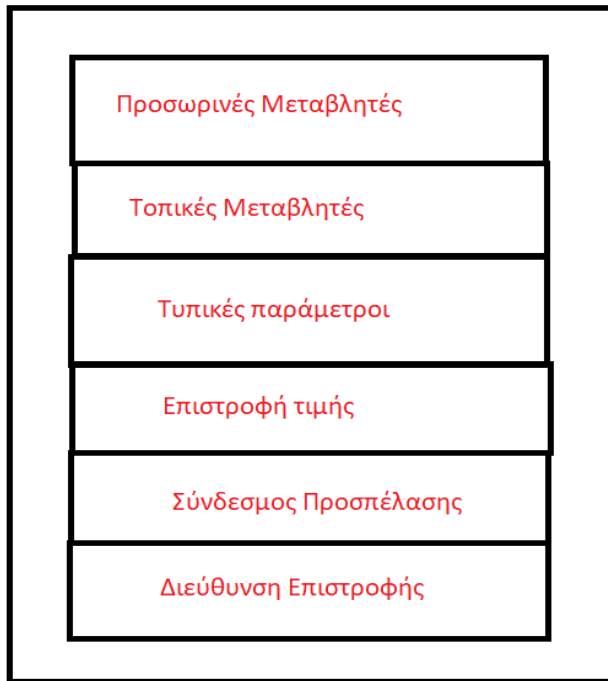 Προσωρινές Μεταβλητές
Τοπικές Μεταβλητές
Τυπικές παράμετροι
Επιστροφή τιμής
Σύνδεσμος Προσπέλασης
Διεύθυνση Επιστροφής